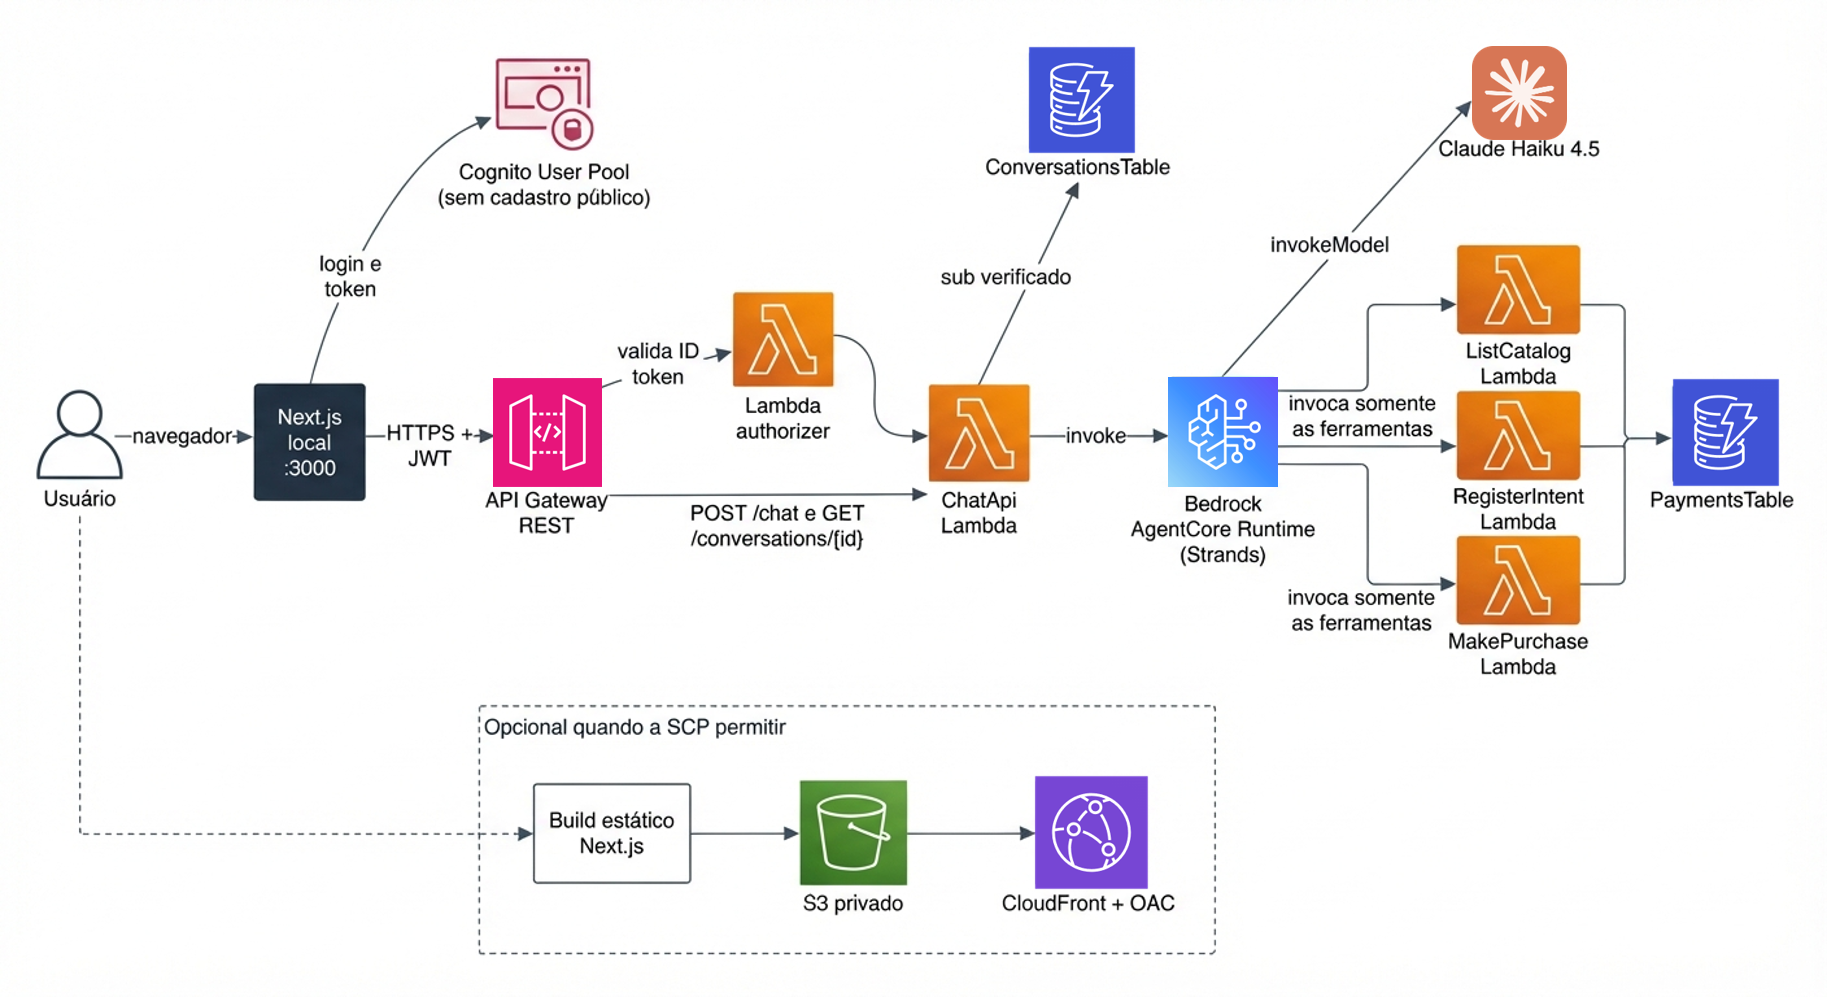 Cognito User Pool
(sem cadastro público)
ConversationsTable
Claude Haiku 4.5
login e
token
sub verificado
invokeModel
valida ID
token
Lambda
authorizer
ListCatalog
Lambda
Usuário
navegador
Next.js
local
:3000
HTTPS +
JWT
</>
API Gateway
REST
POST /chat e GET
/conversations/{id}
ChatApi
Lambda
invoke
Bedrock
AgentCore Runtime
(Strands)
invoca somente
as ferramentas
RegisterIntent
Lambda
PaymentsTable
invoca somente
as ferramentas
MakePurchase
Lambda
Opcional quando a SCP permitir
Build estático
Next.js
S3 privado
CloudFront + OAC